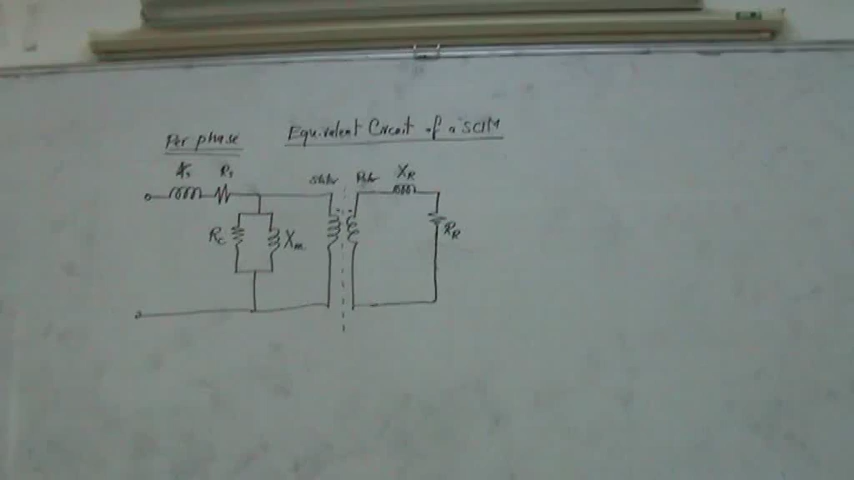 Per phase
Equivalent Circuit of a SCIM
Xs Rs
Stator Rotor
XR
Rc Xm
RR